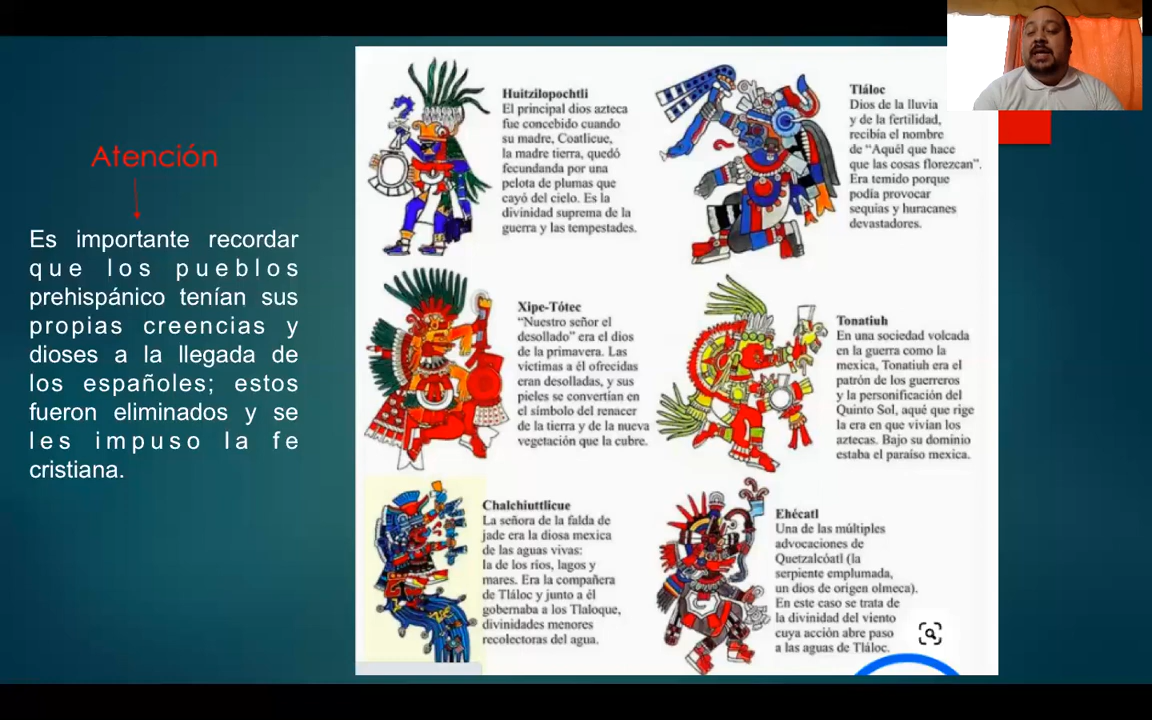 Atención
Es importante recordar
que los pueblos
prehispánico tenían sus
propias creencias y
dioses a la llegada de
los españoles; estos
fueron eliminados y se
les impuso la fe
cristiana.
Huitzilopochtli
El principal dios azteca
fue concebido cuando
su madre, Coatlicue,
la madre tierra, quedó
fecundanda por una
pelota de plumas que
cayó del cielo. Es la
divinidad suprema de la
guerra y las tempestades.
Tláloc
Dios de la lluvia
y de la fertilidad,
recibía el nombre
de “Aquél que hace
que las cosas florezcan”.
Era temido porque
podía provocar
sequias y huracanes
devastadores.
Xipe-Tótec
“Nuestro señor el
desollado” era el dios
de la primavera. Las
víctimas a él ofrecidas
eran desolladas, y sus
pieles se convertían en
el símbolo del renacer
de la tierra y de la nueva
vegetación que la cubre.
Tonatiuh
En una sociedad volcada
en la guerra como la
mexica, Tonatiuh era el
patrón de los guerreros
y la personificación del
Quinto Sol, aquél que rige
la era en que vivían los
aztecas. Bajo su dominio
estaba el paraíso mexica.
Chalchiuttlicue
La señora de la falda de
jade era la diosa mexica
de las aguas vivas:
la de los ríos, lagos y
mares. Era la compañera
de Tláloc y junto a él
gobernaba a los Tlaloque,
divinidades menores
recolectoras del agua.
Ehécatl
Una de las múltiples
advocaciones de
Quetzalcóatl (la
serpiente emplumada,
un dios de origen olmeca).
En este caso se trata de
la divinidad del viento
cuya acción abre paso
a las aguas de Tláloc.